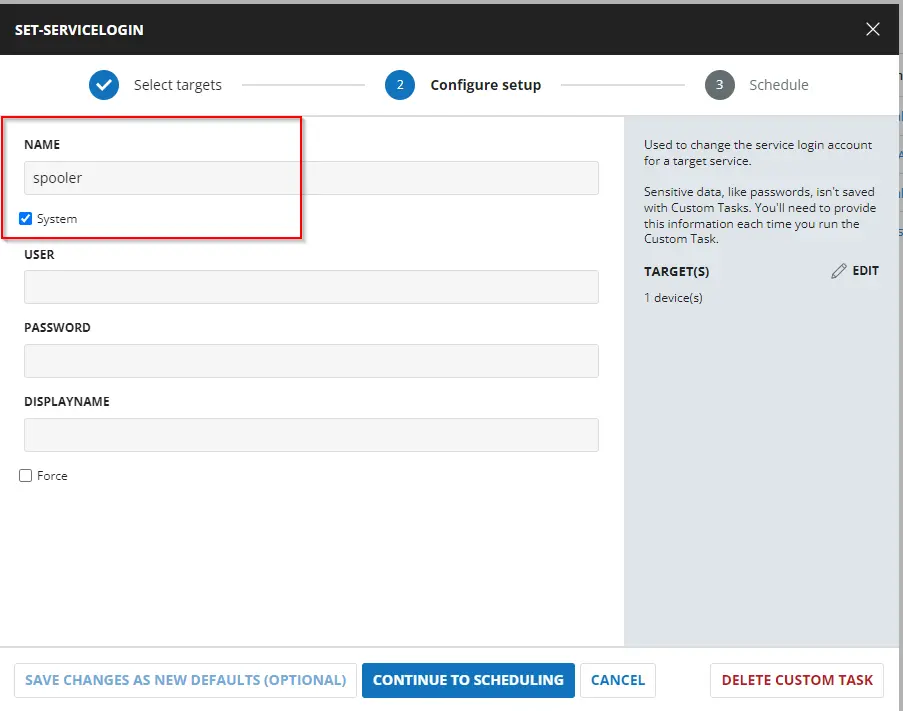 SET-SERVICELOGIN
Select targets
2
Configure setup
3
Schedule
NAME
spooler
System
USER
PASSWORD
DISPLAYNAME
Force
Used to change the service login account
for a target service.
Sensitive data, like passwords, isn't saved
with Custom Tasks. You'll need to provide
this information each time you run the
Custom Task.
TARGET(S)
EDIT
1 device(s)
SAVE CHANGES AS NEW DEFAULTS (OPTIONAL)
CONTINUE TO SCHEDULING
CANCEL
DELETE CUSTOM TASK